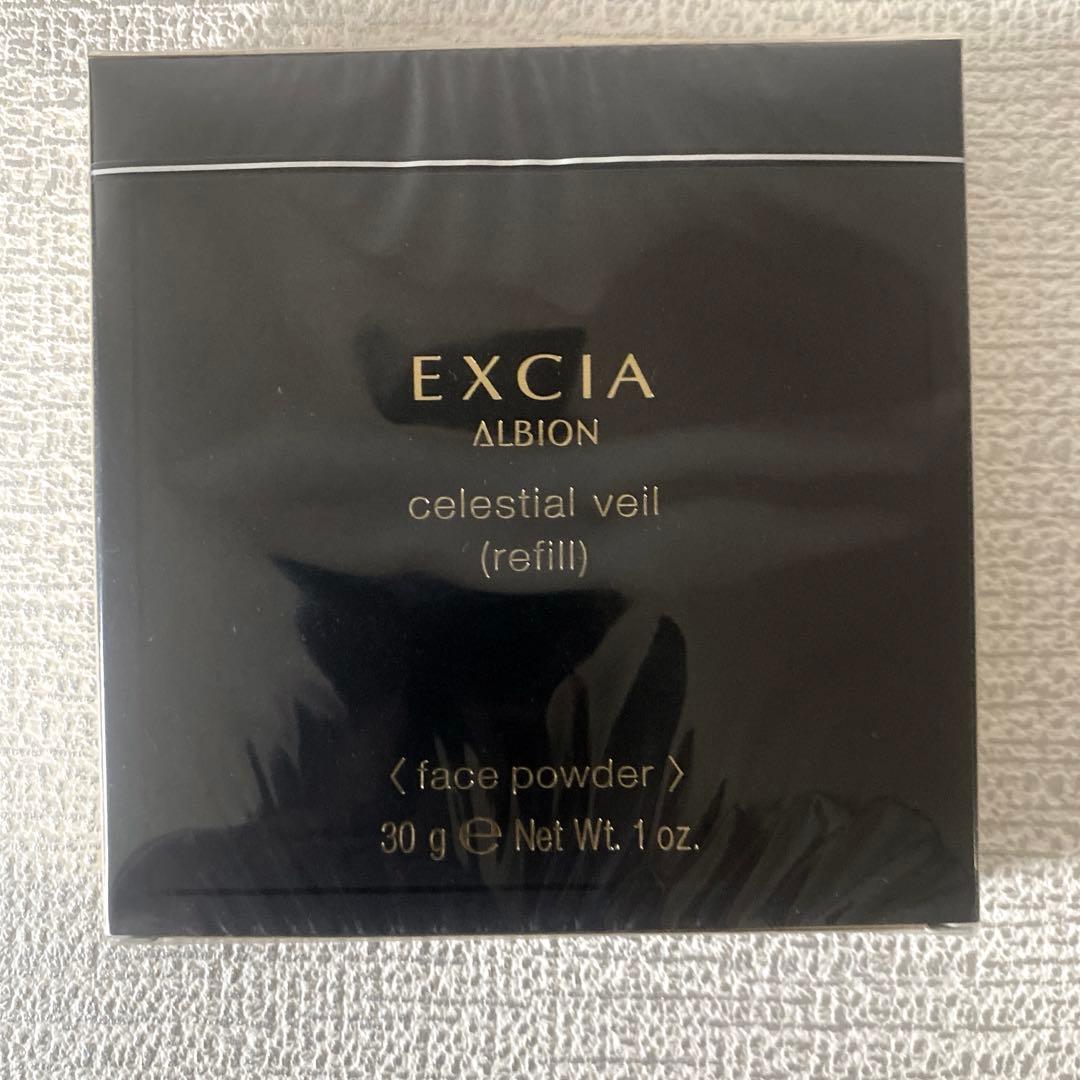 EXCIA
ALBION
celestial veil
(refill)
〈 face powder 〉
30 g ℮ Net Wt. 1 oz.